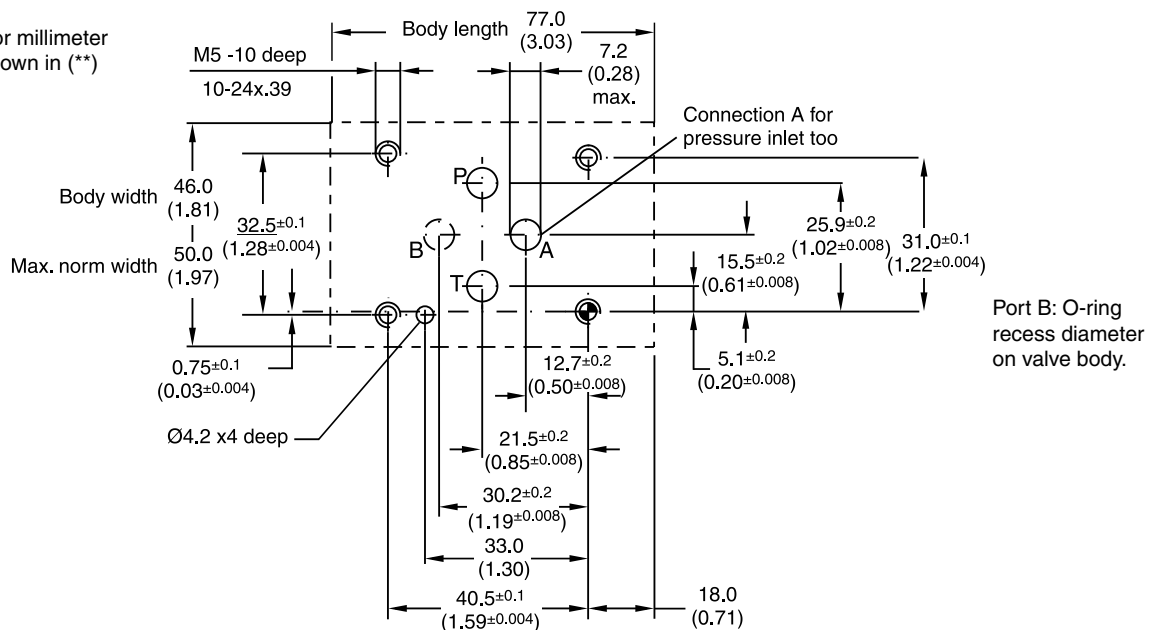 or millimeter
own in (**)
Body length
77.0
(3.03)
7.2
(0.28)
max.
M5 -10 deep
10-24x.39
Connection A for
pressure inlet too
Body width
46.0
(1.81)
Max. norm width
50.0
(1.97)
32.5±0.1
(1.28±0.004)
P
B
A
T
25.9±0.2
(1.02±0.008)
31.0±0.1
(1.22±0.004)
15.5±0.2
(0.61±0.008)
Port B: O-ring
recess diameter
on valve body.
0.75±0.1
(0.03±0.004)
12.7±0.2
(0.50±0.008)
5.1±0.2
(0.20±0.008)
Ø4.2 x4 deep
21.5±0.2
(0.85±0.008)
30.2±0.2
(1.19±0.008)
33.0
(1.30)
40.5±0.1
(1.59±0.004)
18.0
(0.71)